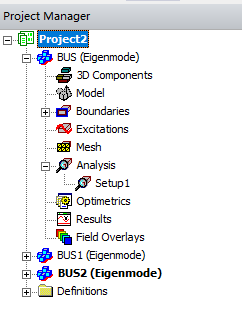 Project Manager
Project2
BUS (Eigenmode)
3D Components
Model
Boundaries
Excitations
Mesh
Analysis
Setup1
Optimetrics
Results
Field Overlays
BUS1 (Eigenmode)
BUS2 (Eigenmode)
Definitions